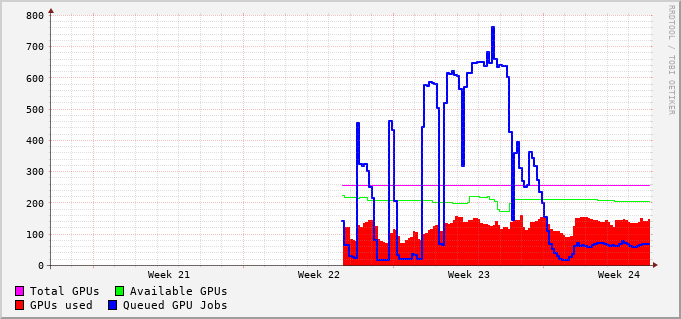 800
700
600
500
400
300
200
100
0
Week 21 Week 22 Week 23 Week 24
Total GPUs Available GPUs
GPUs used Queued GPU Jobs
RRDTOOL / TOBI OETIKER